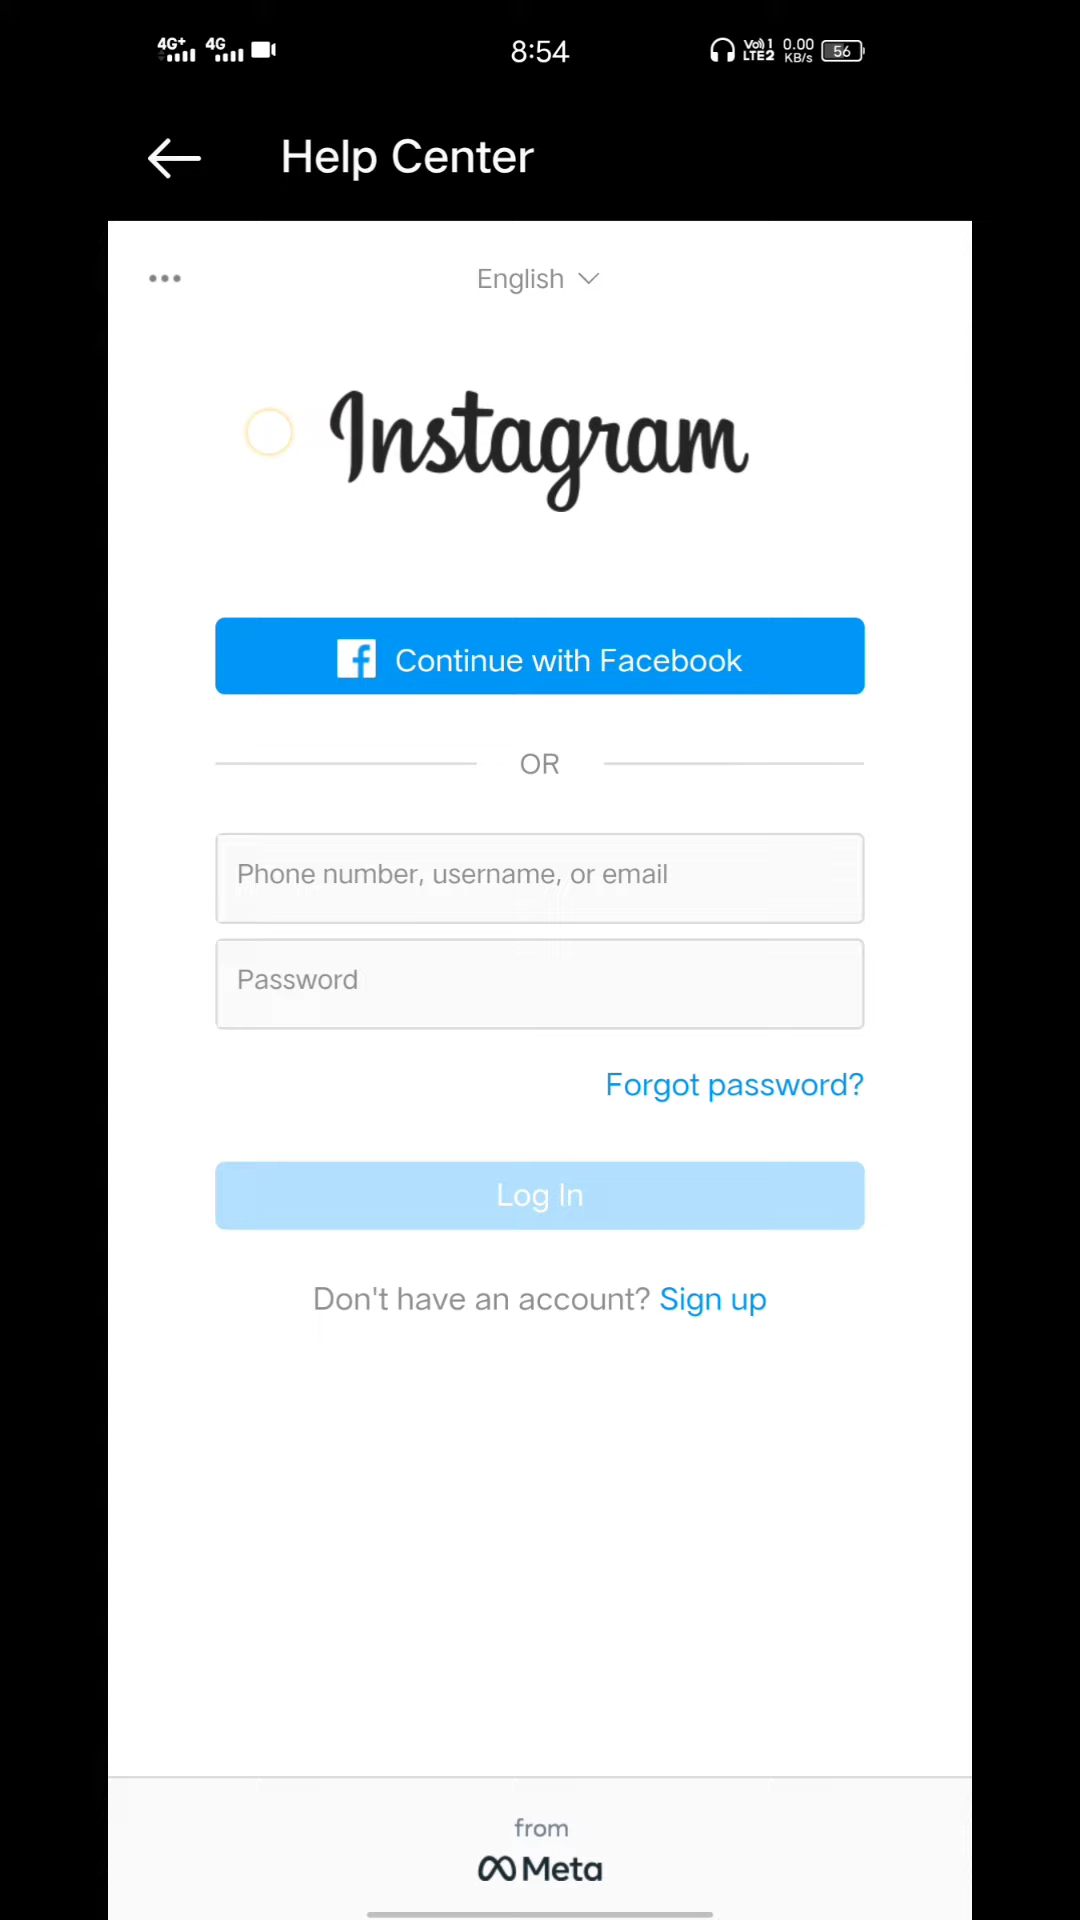 4G+ 4G 8:54 Vo) 1 LTE2 0.00 KB/s 56
Help Center
English
Instagram
Continue with Facebook
OR
Phone number, username, or email
Password
Forgot password?
Log In
Don't have an account? Sign up
from
Meta